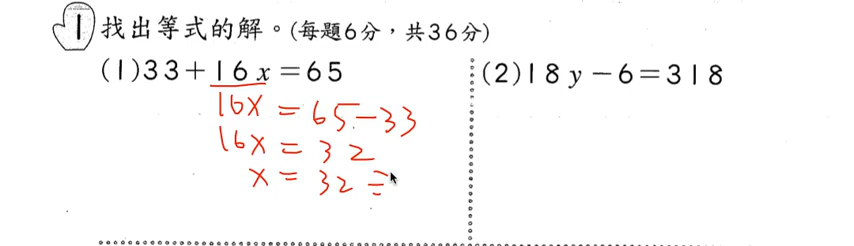 1 找出等式的解。(每題6分，共36分)
(1)33+16x=65
16x = 65-33
16x = 32
x = 32 ÷
(2)18y-6=318